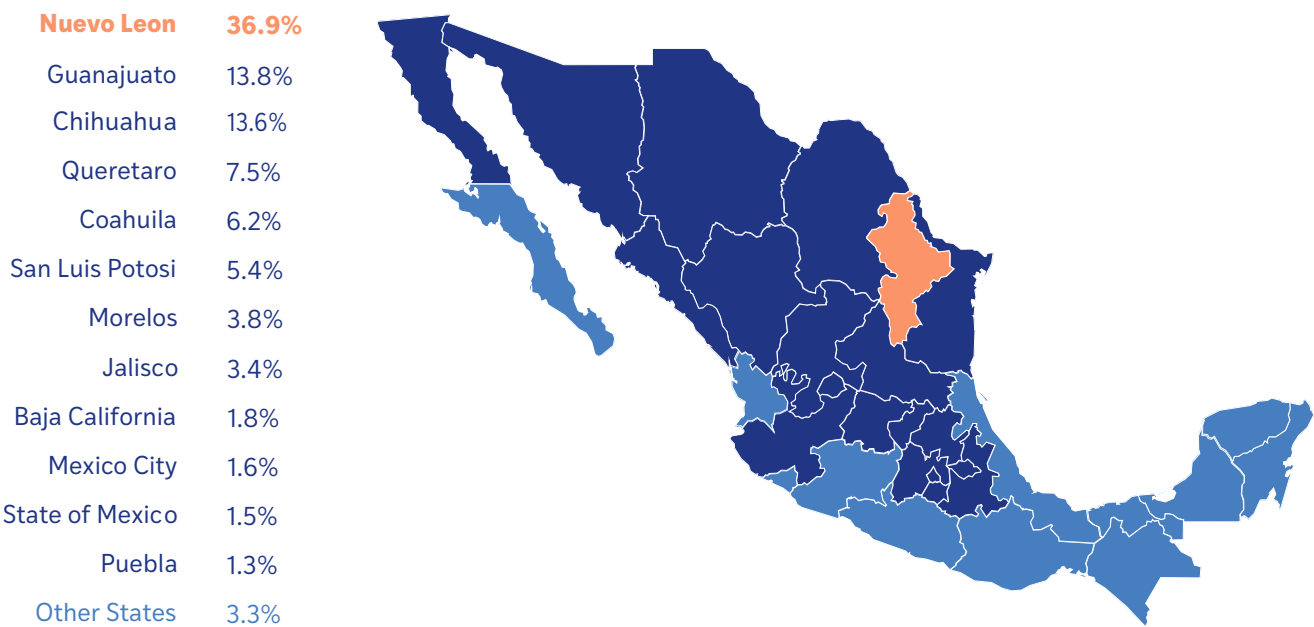 Nuevo Leon 36.9%
Guanajuato 13.8%
Chihuahua 13.6%
Queretaro 7.5%
Coahuila 6.2%
San Luis Potosi 5.4%
Morelos 3.8%
Jalisco 3.4%
Baja California 1.8%
Mexico City 1.6%
State of Mexico 1.5%
Puebla 1.3%
Other States 3.3%